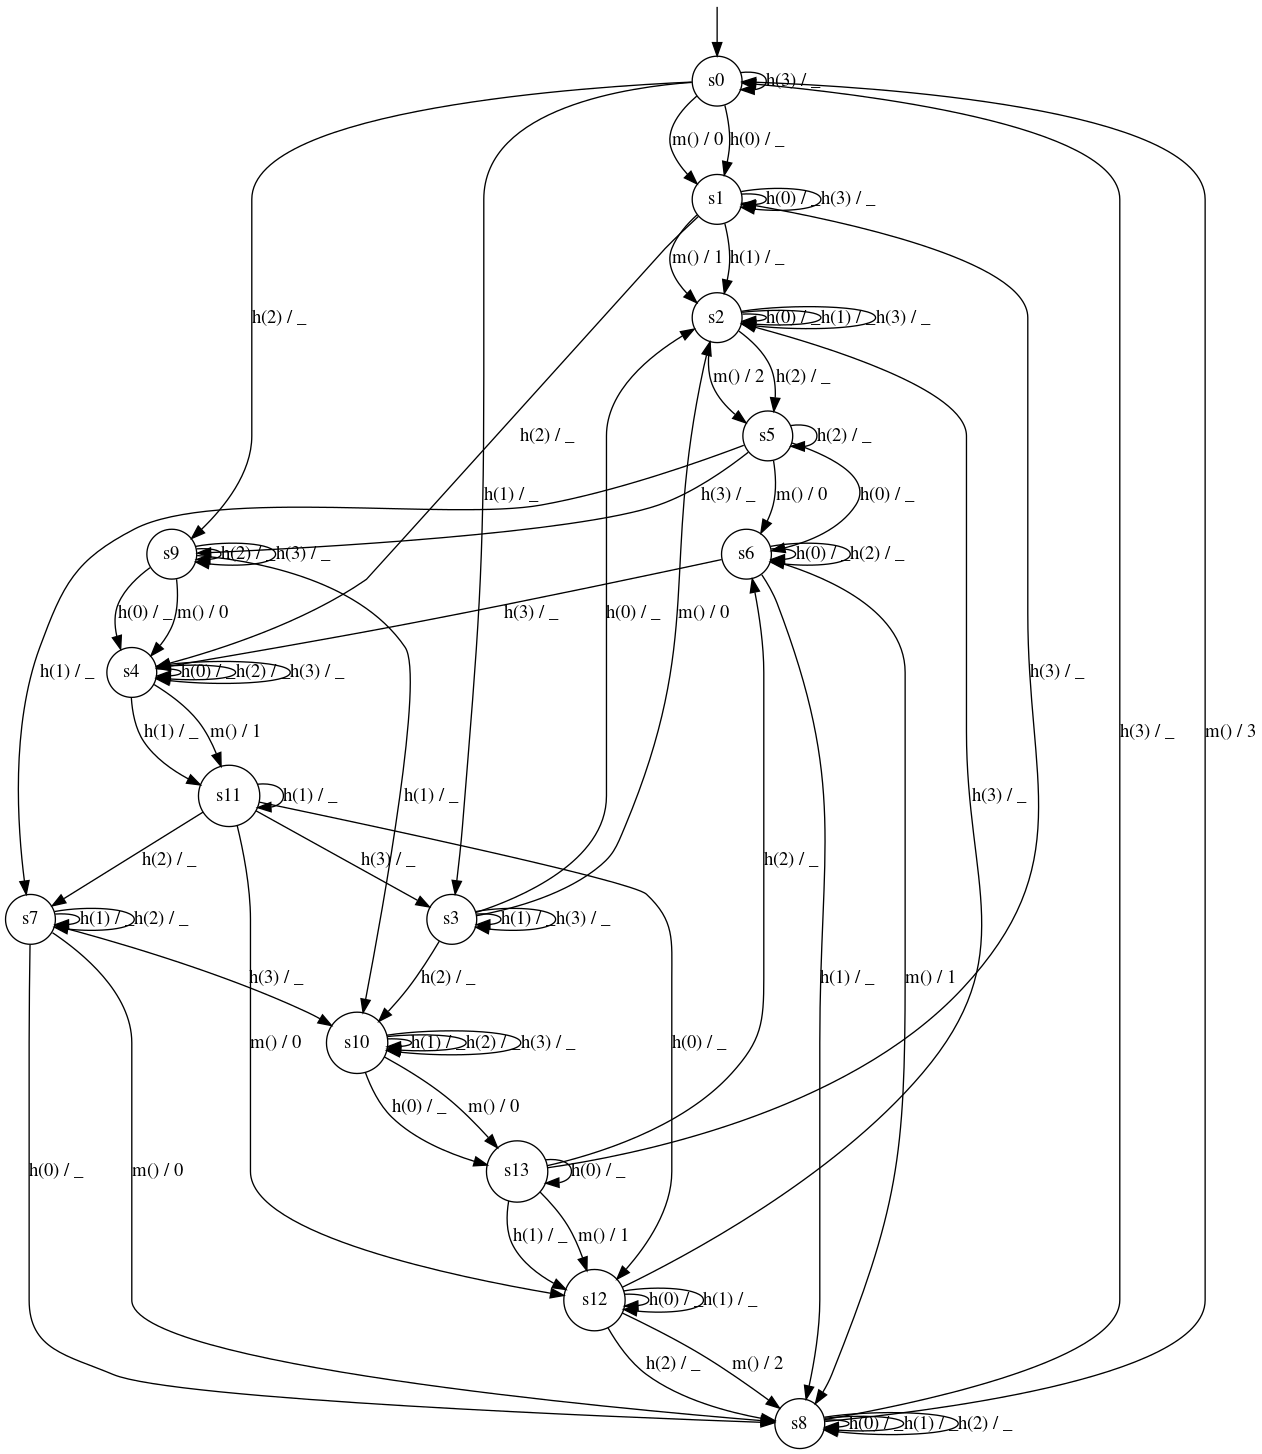 s0
h(3) / _
m() / 0
h(0) / _
s1
h(0) / _
h(3) / _
m() / 1
h(1) / _
h(2) / _
s2
h(0) / _
h(1) / _
h(3) / _
m() / 2
h(2) / _
h(2) / _
s5
h(2) / _
h(1) / _
h(3) / _
m() / 0
h(0) / _
s9
h(2) / _
h(3) / _
s6
h(0) / _
h(2) / _
h(0) / _
m() / 0
h(3) / _
h(0) / _
m() / 0
h(1) / _
s4
h(0) / _
h(2) / _
h(3) / _
h(3) / _
h(1) / _
m() / 1
h(3) / _
m() / 3
s11
h(1) / _
h(1) / _
h(3) / _
h(2) / _
h(3) / _
h(2) / _
s7
h(1) / _
h(2) / _
s3
h(1) / _
h(3) / _
h(3) / _
h(2) / _
h(1) / _
m() / 1
m() / 0
s10
h(1) / _
h(2) / _
h(3) / _
h(0) / _
h(0) / _
m() / 0
h(0) / _
m() / 0
s13
h(0) / _
h(1) / _
m() / 1
s12
h(0) / _
h(1) / _
h(2) / _
m() / 2
s8
h(0) / _
h(1) / _
h(2) / _